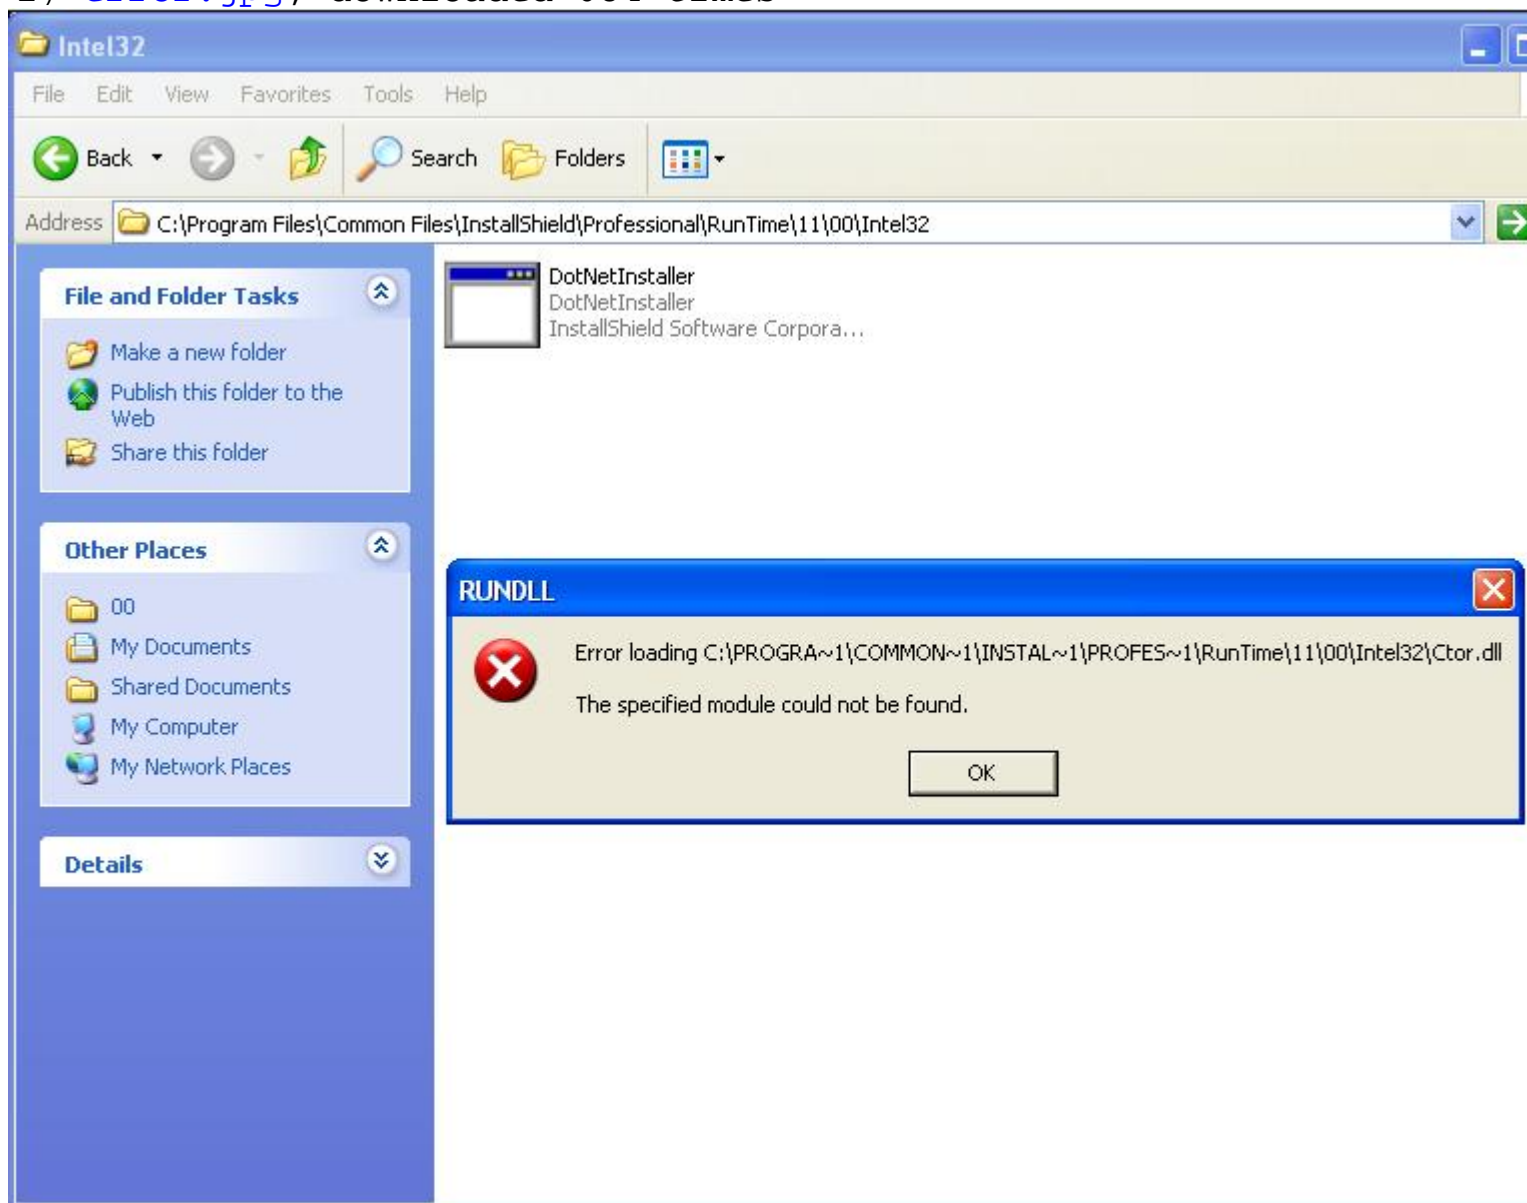 Intel32
File Edit View Favorites Tools Help
Back Search Folders
Address C:\Program Files\Common Files\InstallShield\Professional\RunTime\11\00\Intel32
File and Folder Tasks
Make a new folder
Publish this folder to the
Web
Share this folder
Other Places
00
My Documents
Shared Documents
My Computer
My Network Places
Details
DotNetInstaller
DotNetInstaller
InstallShield Software Corpora...
RUNDLL
Error loading C:\PROGRA~1\COMMON~1\INSTAL~1\PROFES~1\RunTime\11\00\Intel32\Ctor.dll
The specified module could not be found.
OK